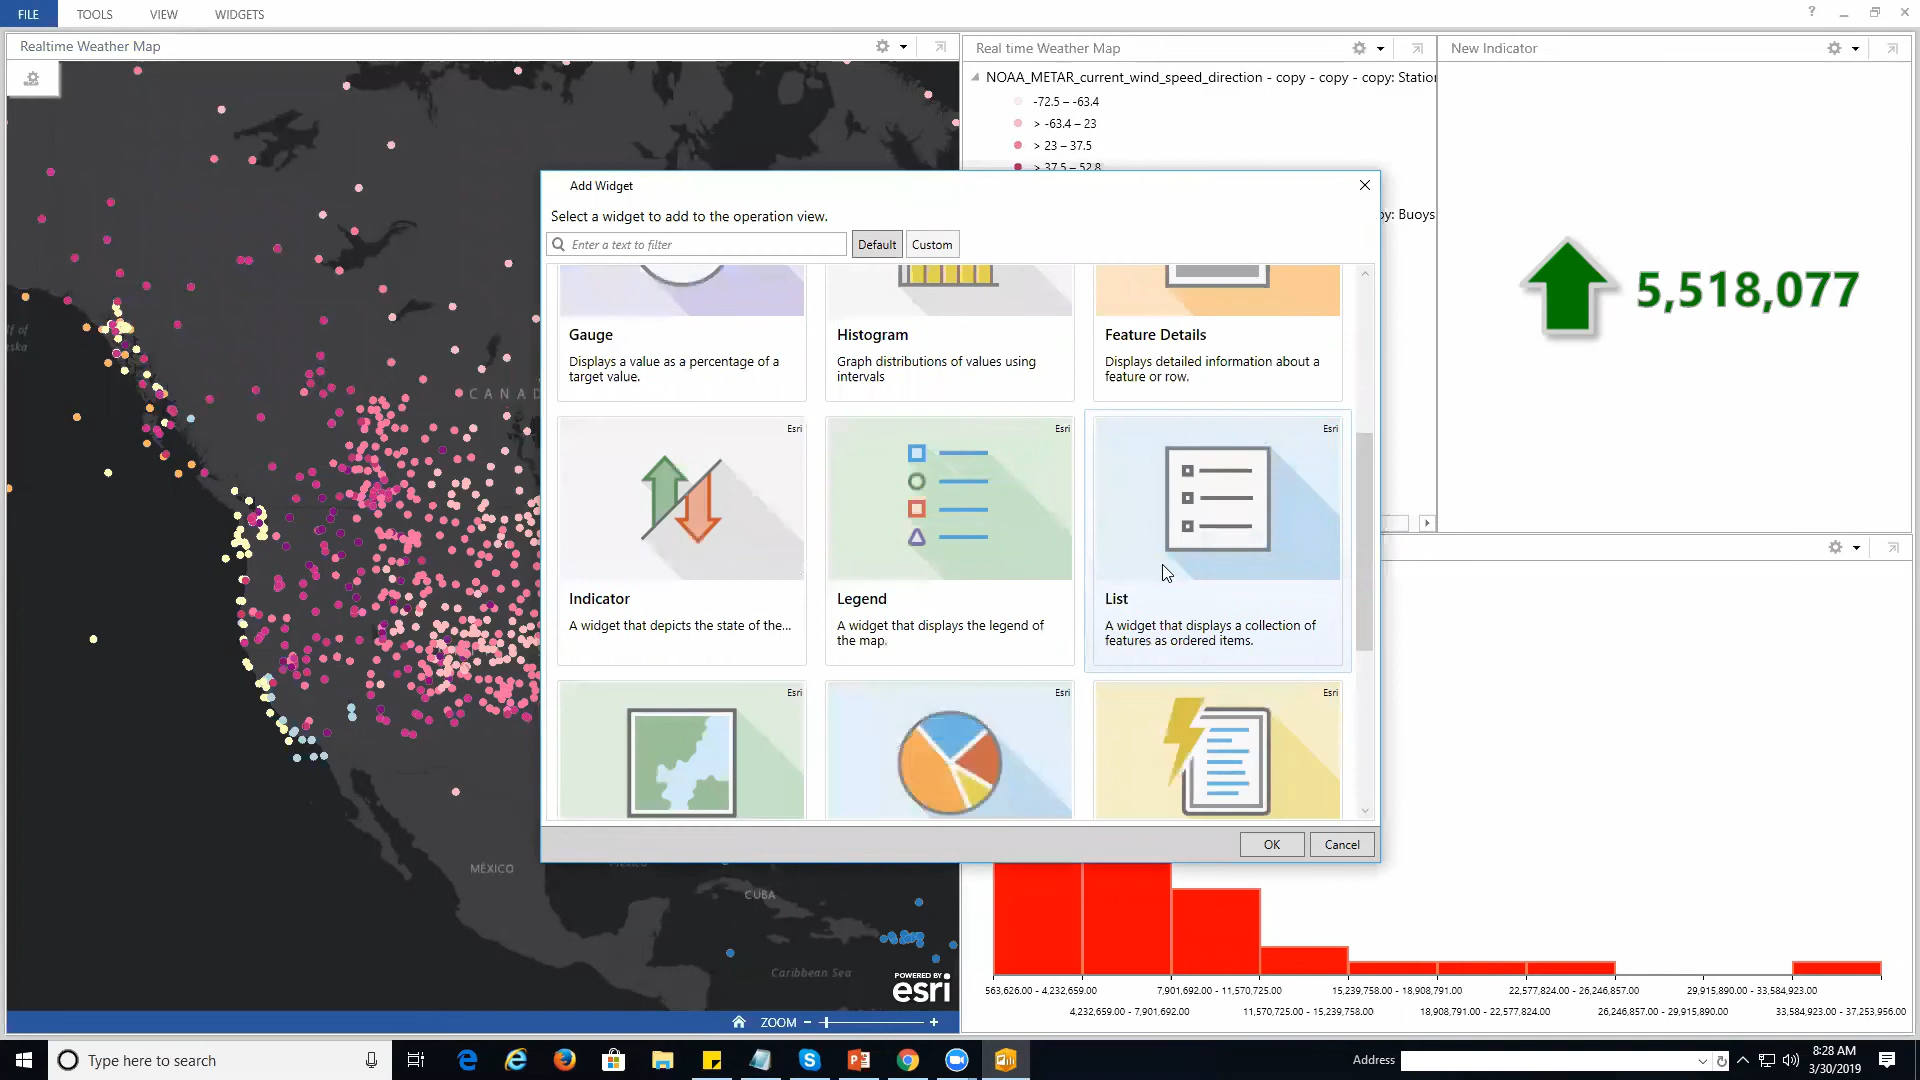 FILE TOOLS VIEW WIDGETS
?
Realtime Weather Map
Real time Weather Map
New Indicator
NOAA_METAR_current_wind_speed_direction - copy - copy - copy: Station
-72.5 – -63.4
> -63.4 – 23
> 23 – 37.5
> 37.5 – 52.8
py: Buoys
5,518,077
Add Widget
Select a widget to add to the operation view.
Enter a text to filter
Default
Custom
Gauge
Displays a value as a percentage of a
target value.
Histogram
Graph distributions of values using
intervals
Feature Details
Displays detailed information about a
feature or row.
Esri
Indicator
A widget that depicts the state of the...
Esri
Legend
A widget that displays the legend of
the map.
Esri
List
A widget that displays a collection of
features as ordered items.
Esri
Esri
Esri
OK
Cancel
CANAD
MÉXICO
CUBA
Caribbean Sea
POWERED BY
esri
ZOOM
563,626.00 - 4,232,659.00
7,901,692.00 - 11,570,725.00
15,239,758.00 - 18,908,791.00
22,577,824.00 - 26,246,857.00
29,915,890.00 - 33,584,923.00
4,232,659.00 - 7,901,692.00
11,570,725.00 - 15,239,758.00
18,908,791.00 - 22,577,824.00
26,246,857.00 - 29,915,890.00
33,584,923.00 - 37,253,956.00
Type here to search
Address
8:28 AM
3/30/2019